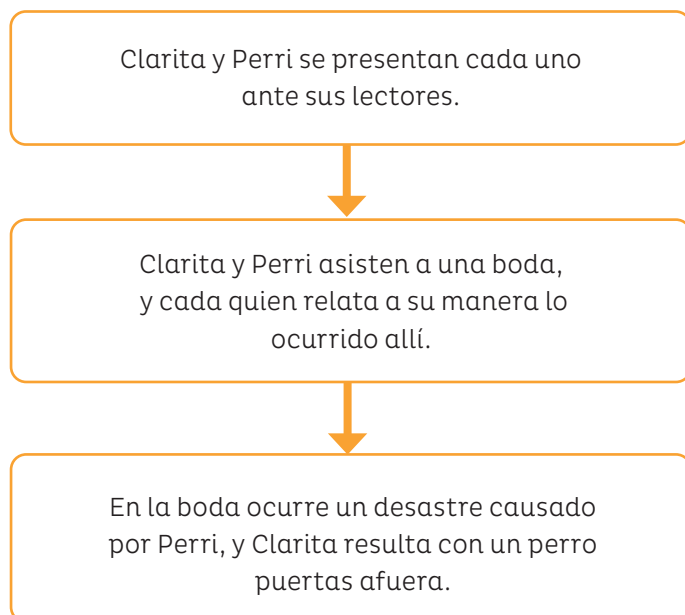 Clarita y Perri se presentan cada uno
ante sus lectores.
Clarita y Perri asisten a una boda,
y cada quien relata a su manera lo
ocurrido allí.
En la boda ocurre un desastre causado
por Perri, y Clarita resulta con un perro
puertas afuera.